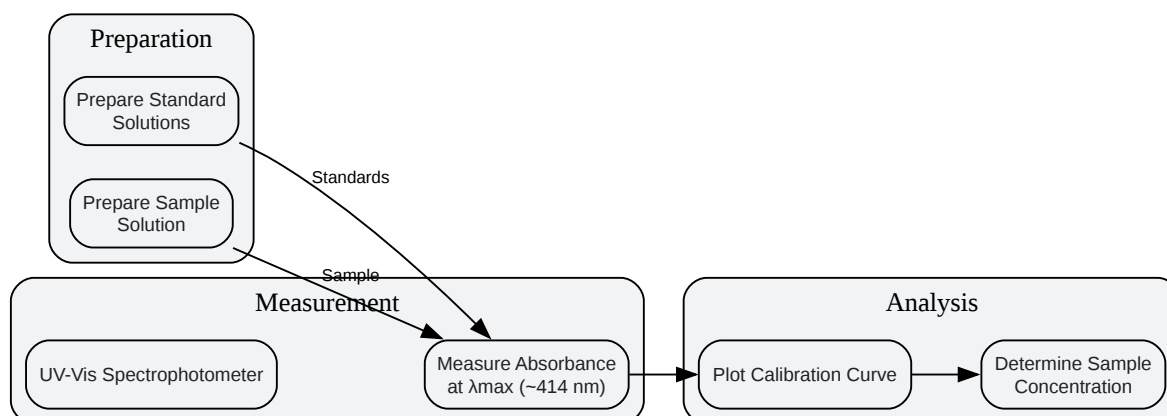 Preparation
Prepare Standard
Solutions
Prepare Sample
Solution
Standards
Sample
Measurement
UV-Vis Spectrophotometer
Measure Absorbance
at λmax (~414 nm)
Analysis
Plot Calibration Curve
Determine Sample
Concentration